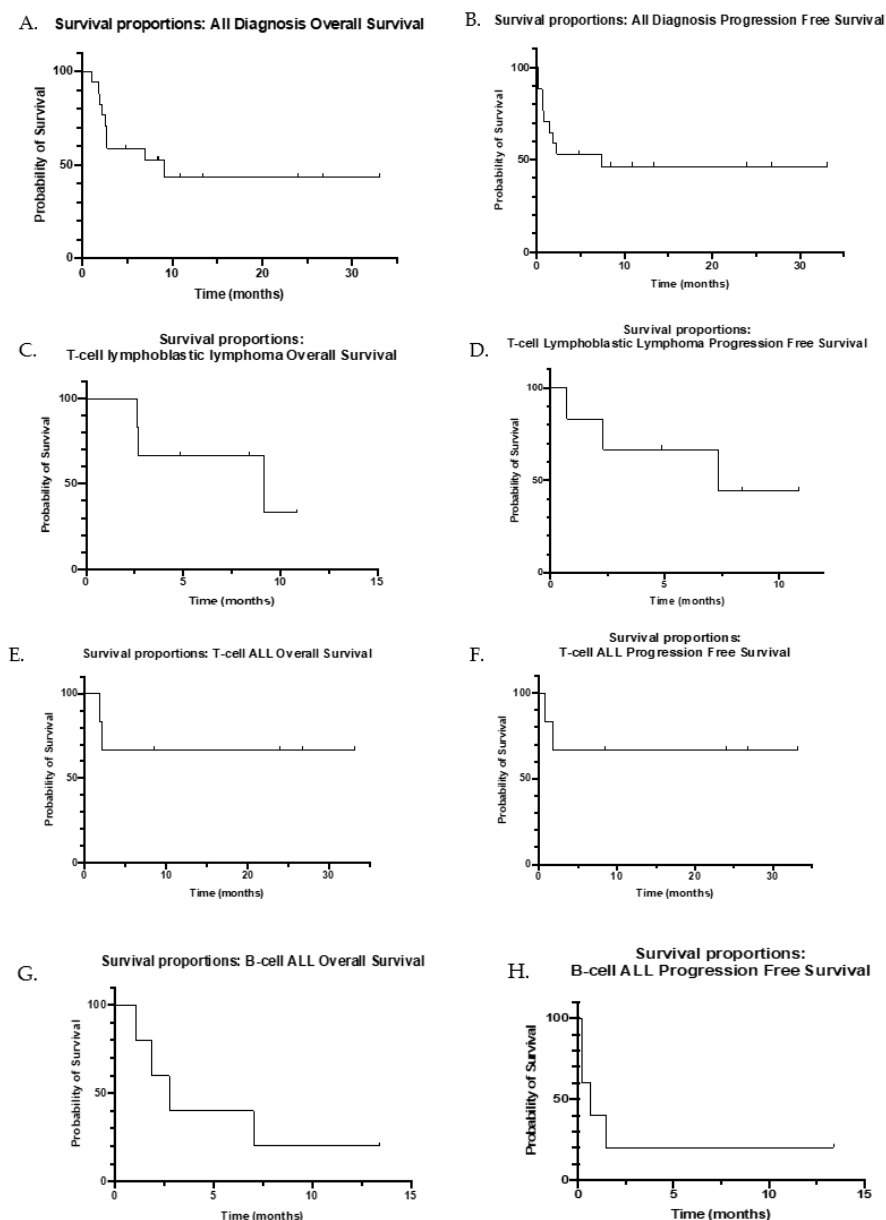 A. Survival proportions: All Diagnosis Overall Survival
Probability of Survival
100
50
0
0 10 20 30
Time (months)
B. Survival proportions: All Diagnosis Progression Free Survival
Probability of Survival
100
50
0
0 10 20 30
Time (months)
C. Survival proportions:
T-cell lymphoblastic lymphoma Overall Survival
Probability of Survival
100
50
0
0 5 10 15
Time (months)
D. Survival proportions:
T-cell Lymphoblastic Lymphoma Progression Free Survival
Probability of Survival
100
50
0
0 5 10
Time (months)
E. Survival proportions: T-cell ALL Overall Survival
Probability of Survival
100
50
0
0 10 20 30
Time (months)
F. Survival proportions:
T-cell ALL Progression Free Survival
Probability of Survival
100
50
0
0 10 20 30
Time (months)
G. Survival proportions: B-cell ALL Overall Survival
Probability of Survival
100
50
0
0 5 10 15
Time (months)
H. Survival proportions:
B-cell ALL Progression Free Survival
Probability of Survival
100
50
0
0 5 10 15
Time (months)